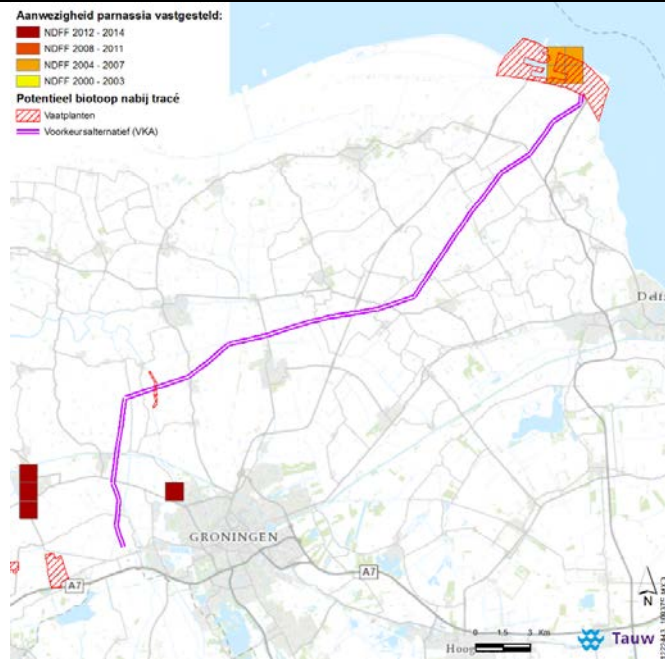 Aanwezigheid parnassia vastgesteld:
NDFF 2012 - 2014
NDFF 2008 - 2011
NDFF 2004 - 2007
NDFF 2000 - 2003
Potentieel biotoop nabij tracé
Vaatplanten
Voorkeursalternatief (VKA)
Delfz
GRONINGEN
A7
A7
N
0 1.5 3 Km
Hoog
Tauw